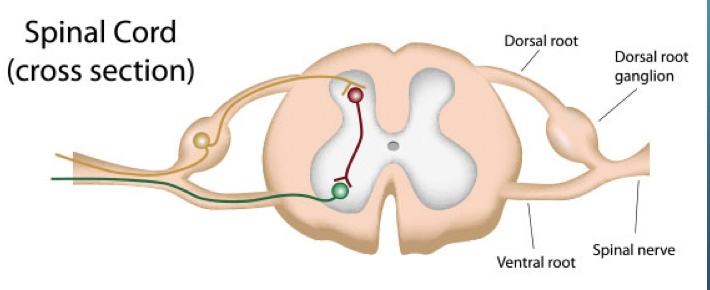 Spinal Cord
(cross section)
Dorsal root
Dorsal root
ganglion
Spinal nerve
Ventral root